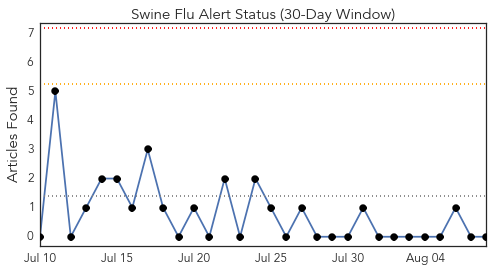 Swine Flu Alert Status (30-Day Window)
Articles Found
7
6
5
4
3
2
1
0
Jul 10
Jul 15
Jul 20
Jul 25
Jul 30
Aug 04